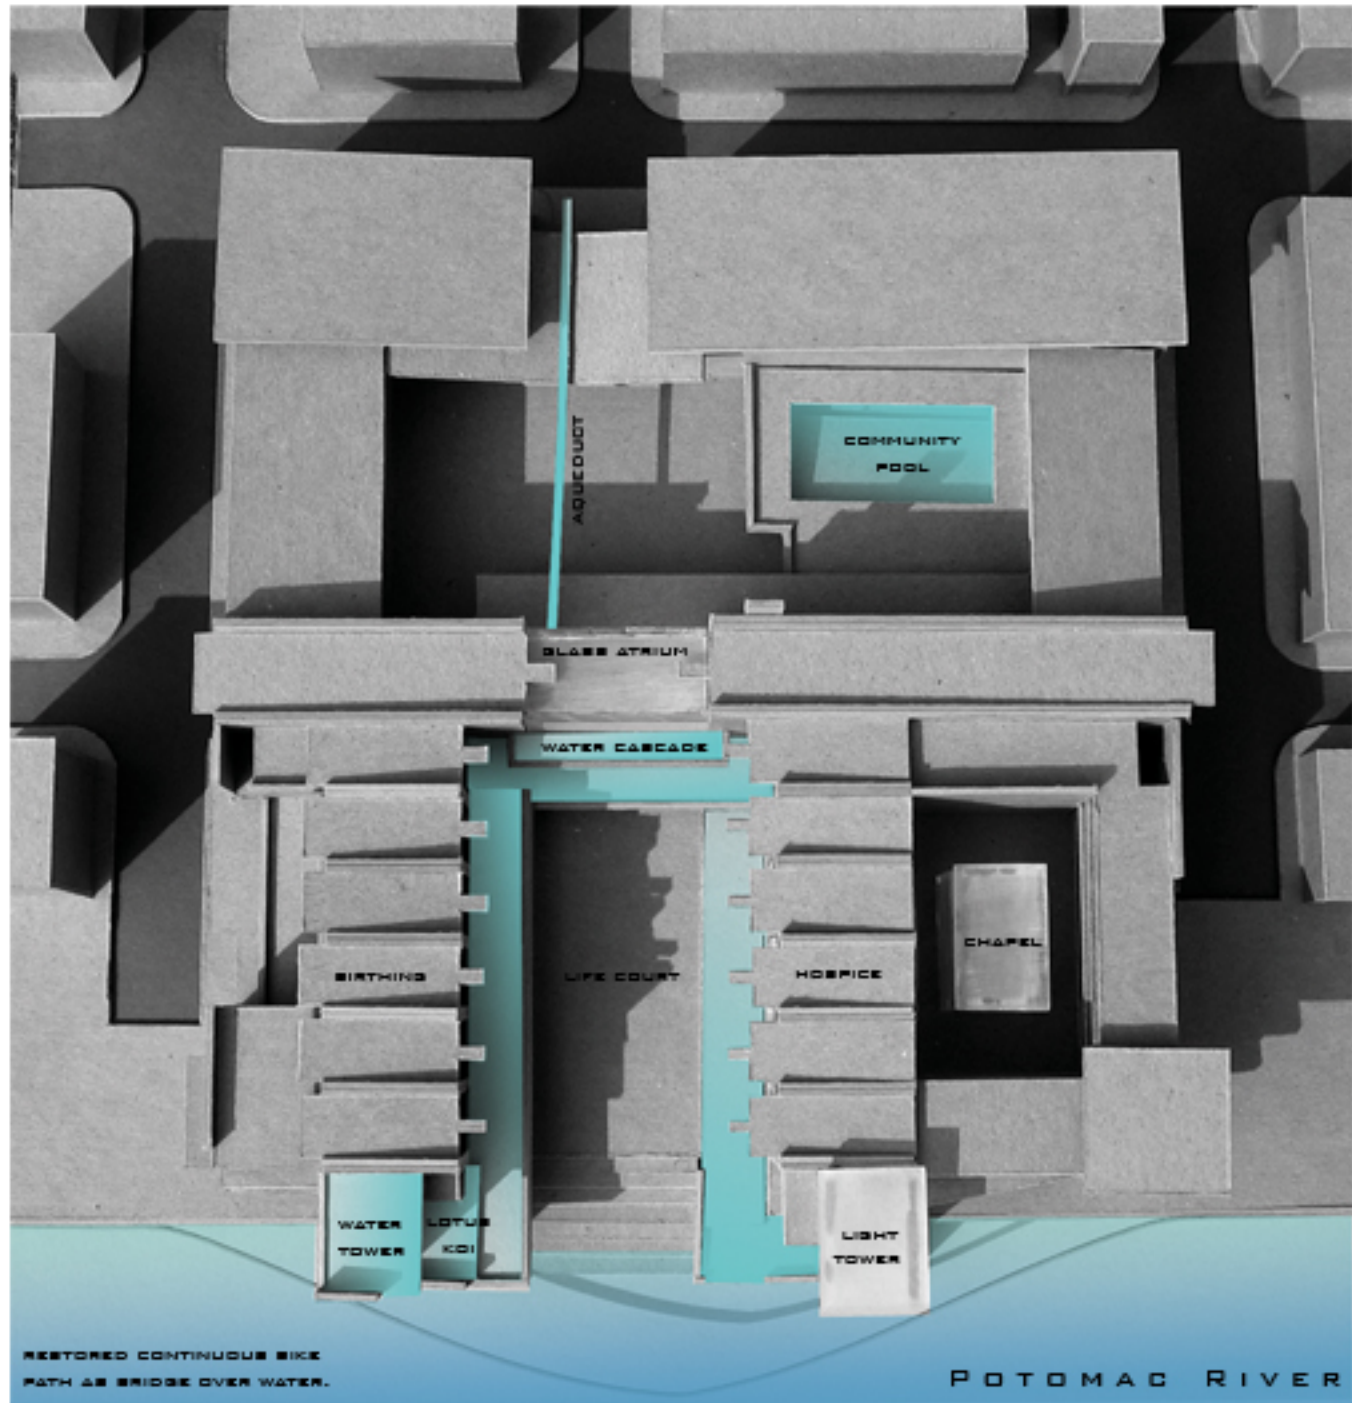 COMMUNITY
POOL
AQUEDUCT
GLASS ATRIUM
WATER CASCADE
CHAPEL
BIRTHING
LIFE COURT
HOSPICE
WATER
TOWER
LOTUS
KOI
LIGHT
TOWER
RESTORED CONTINUOUS BIKE
PATH AS BRIDGE OVER WATER.
POTOMAC RIVER